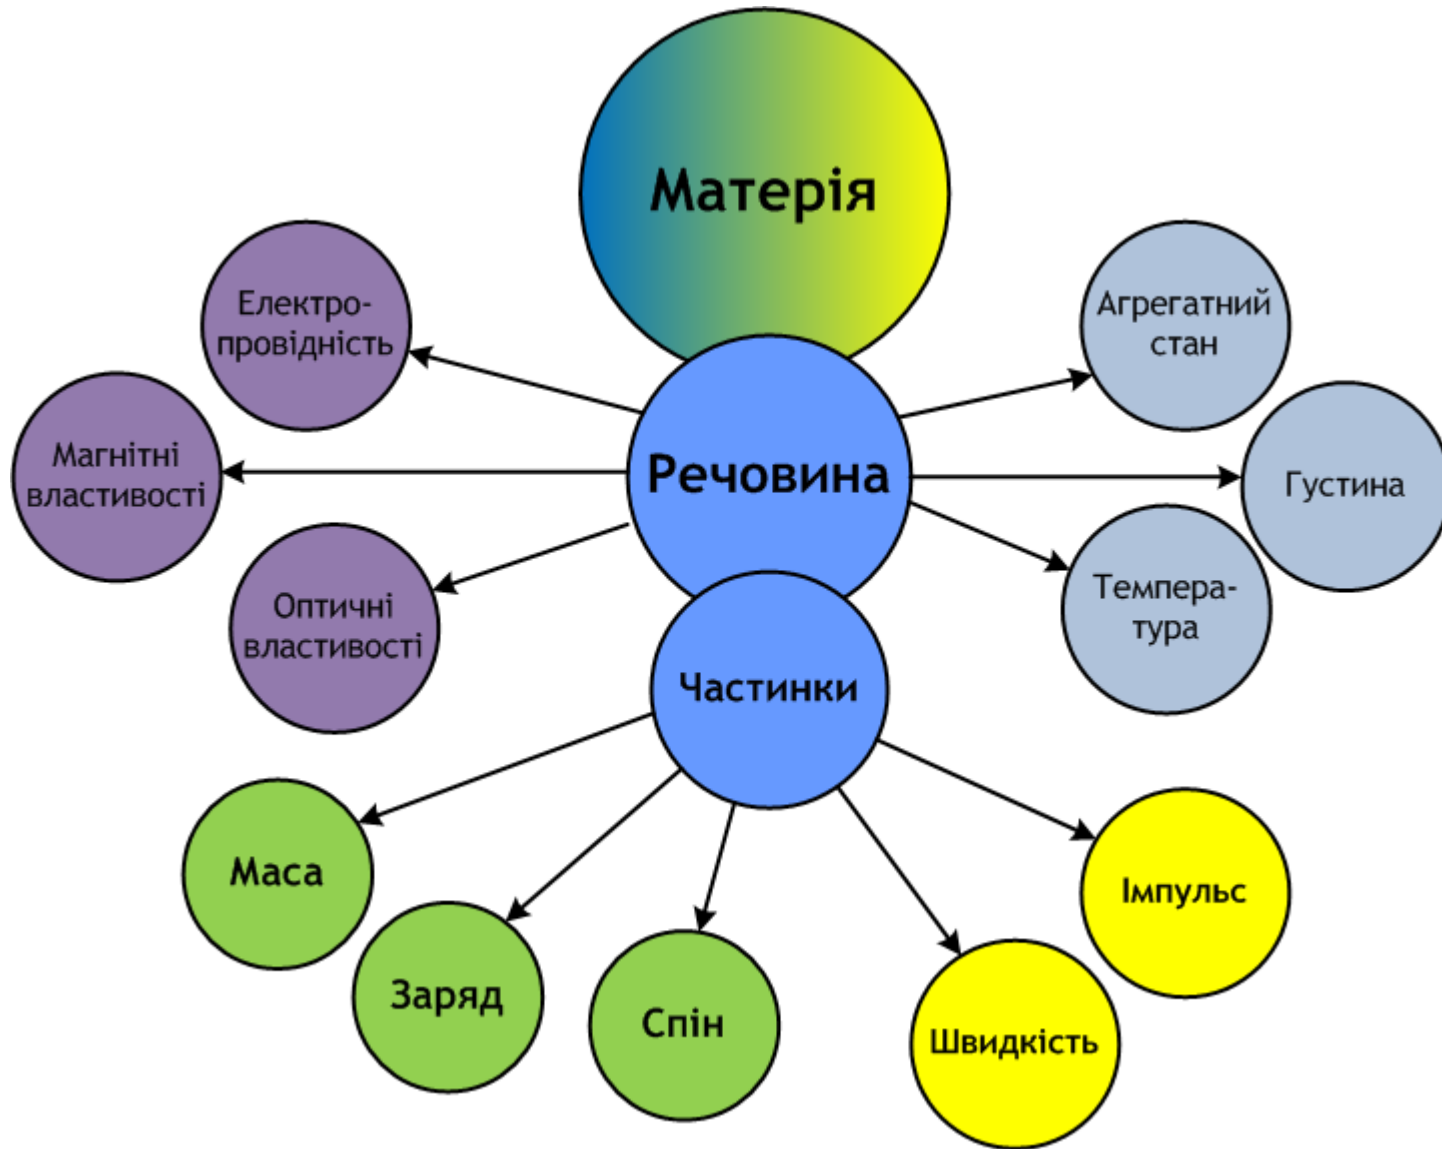 Матерія
Електро-
провідність
Агрегатний
стан
Магнітні
властивості
Речовина
Густина
Оптичні
властивості
Темпера-
тура
Частинки
Маса
Заряд
Спін
Швидкість
Імпульс